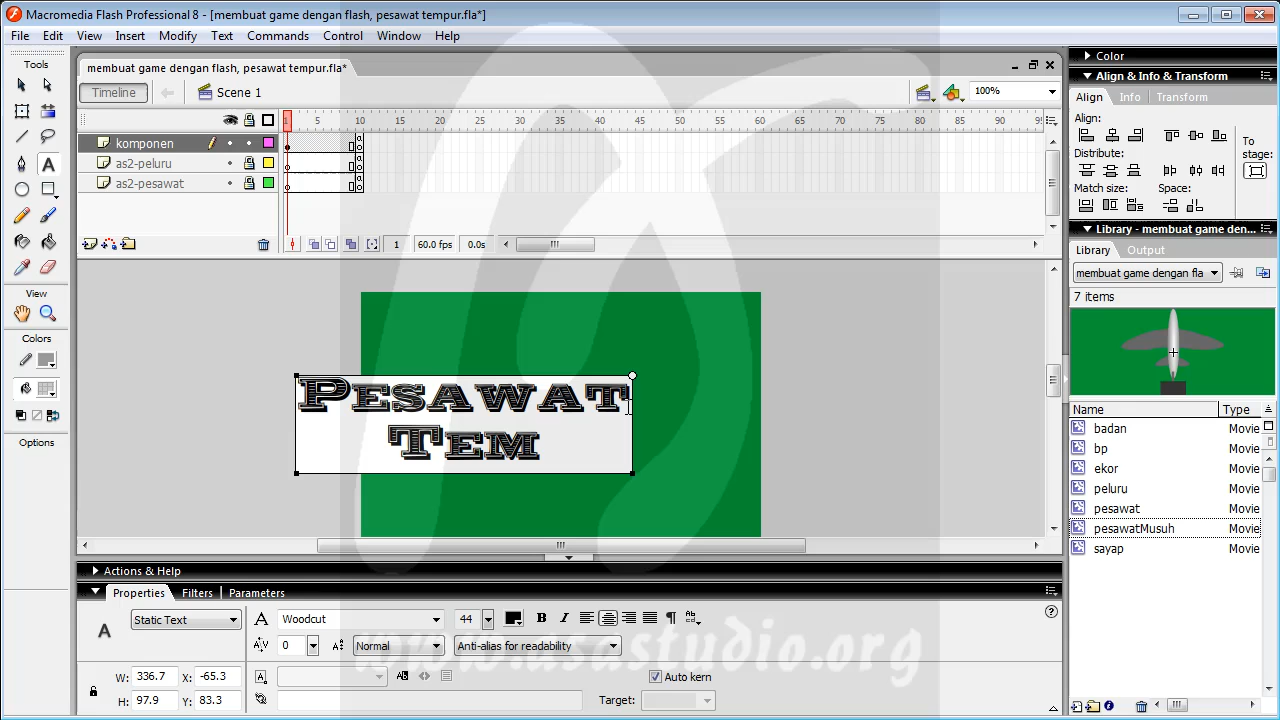 Macromedia Flash Professional 8 - [membuat game dengan flash, pesawat tempur.fla*]
File Edit View Insert Modify Text Commands Control Window Help
Tools
membuat game dengan flash, pesawat tempur.fla*
Timeline
Scene 1
100%
1 5 10 15 20 25 30 35 40 45 50 55 60 65 70 75 80 85 90 95
komponen
as2-peluru
as2-pesawat
1 60.0 fps 0.0s
View
Colors
Options
Pesawat
Tem
Color
Align & Info & Transform
Align Info Transform
Align:
To stage:
Distribute:
Match size: Space:
Library - membuat game den...
Library Output
membuat game dengan fla
7 items
Name Type
badan Movie
bp Movie
ekor Movie
peluru Movie
pesawat Movie
pesawatMusuh Movie
sayap Movie
Actions & Help
Properties Filters Parameters
Static Text
A Woodcut 44 B I
A
0 Normal Anti-alias for readability
www.asastudio.org
W: 336.7 X: -65.3
Auto kern
H: 97.9 Y: 83.3
Target: